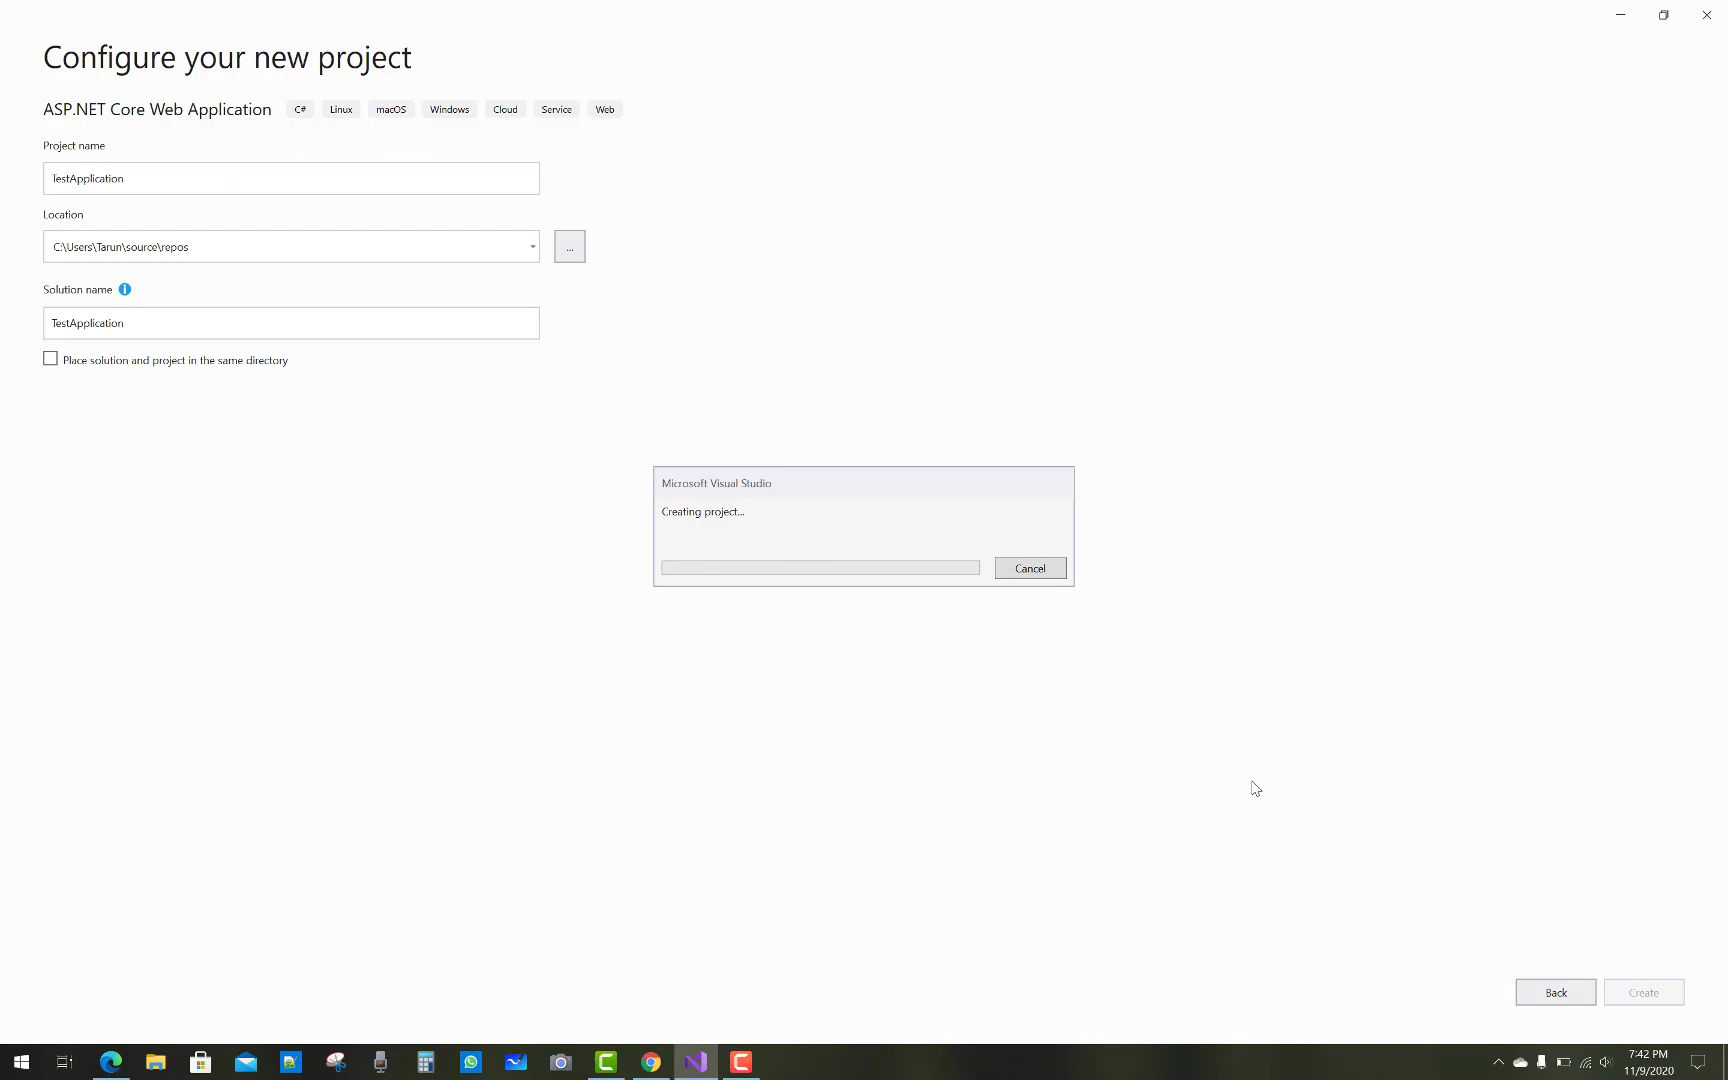 Configure your new project
ASP.NET Core Web Application C# Linux macOS Windows Cloud Service Web
Project name
TestApplication
Location
C:\Users\Tarun\source\repos
...
Solution name
TestApplication
Place solution and project in the same directory
Microsoft Visual Studio
Creating project...
Cancel
Back Create
7:42 PM
11/9/2020